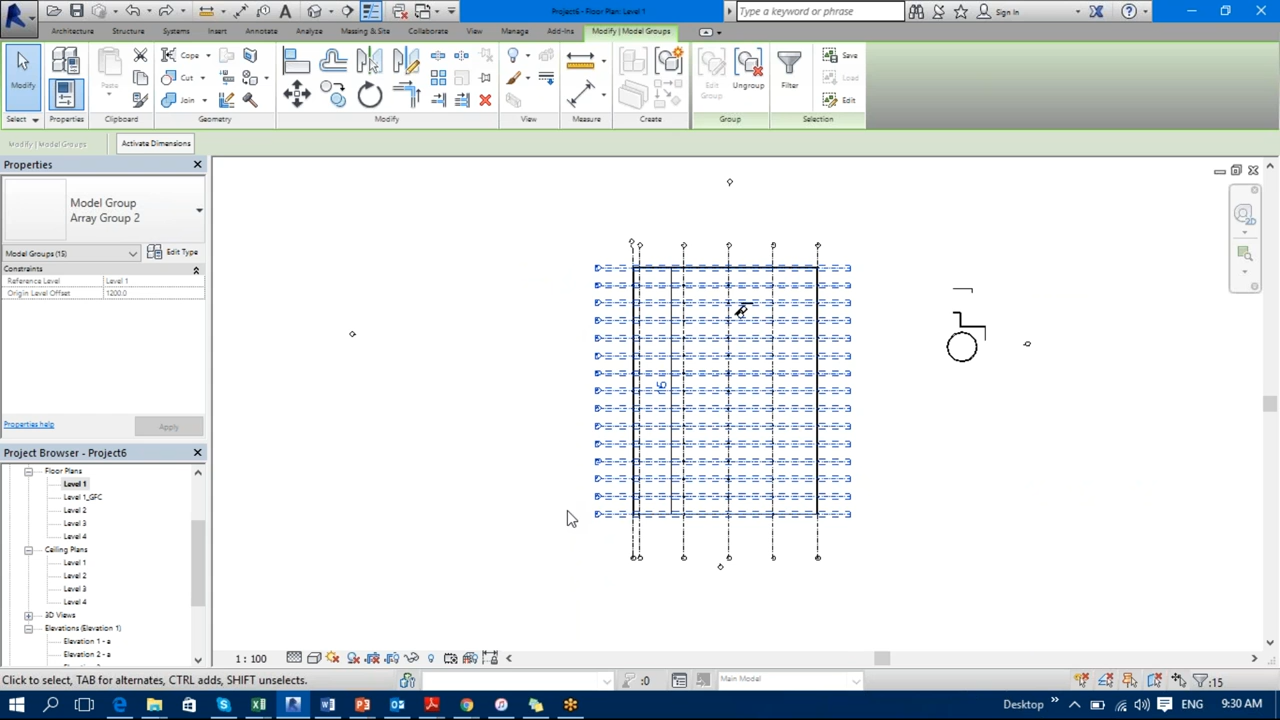 Project6 - Floor Plan: Level 1
Type a keyword or phrase
Sign In
Architecture
Structure
Systems
Insert
Annotate
Analyze
Massing & Site
Collaborate
View
Manage
Add-Ins
Modify | Model Groups
Modify
Paste
Cope
Cut
Join
Edit
Group
Ungroup
Filter
Save
Load
Edit
Select
Properties
Clipboard
Geometry
Modify
View
Measure
Create
Group
Selection
Modify | Model Groups
Activate Dimensions
Properties
Model Group
Array Group 2
Model Groups (15)
Edit Type
Constraints
Reference Level
Level 1
Origin Level Offset
1200.0
Properties help
Apply
Project Browser - Project6
Floor Plans
Level 1
Level 1_GFC
Level 2
Level 3
Level 4
Ceiling Plans
Level 1
Level 2
Level 3
Level 4
3D Views
Elevations (Elevation 1)
Elevation 1 - a
Elevation 2 - a
15
2D
1 : 100
Click to select, TAB for alternates, CTRL adds, SHIFT unselects.
:0
Main Model
:15
Desktop
ENG
9:30 AM